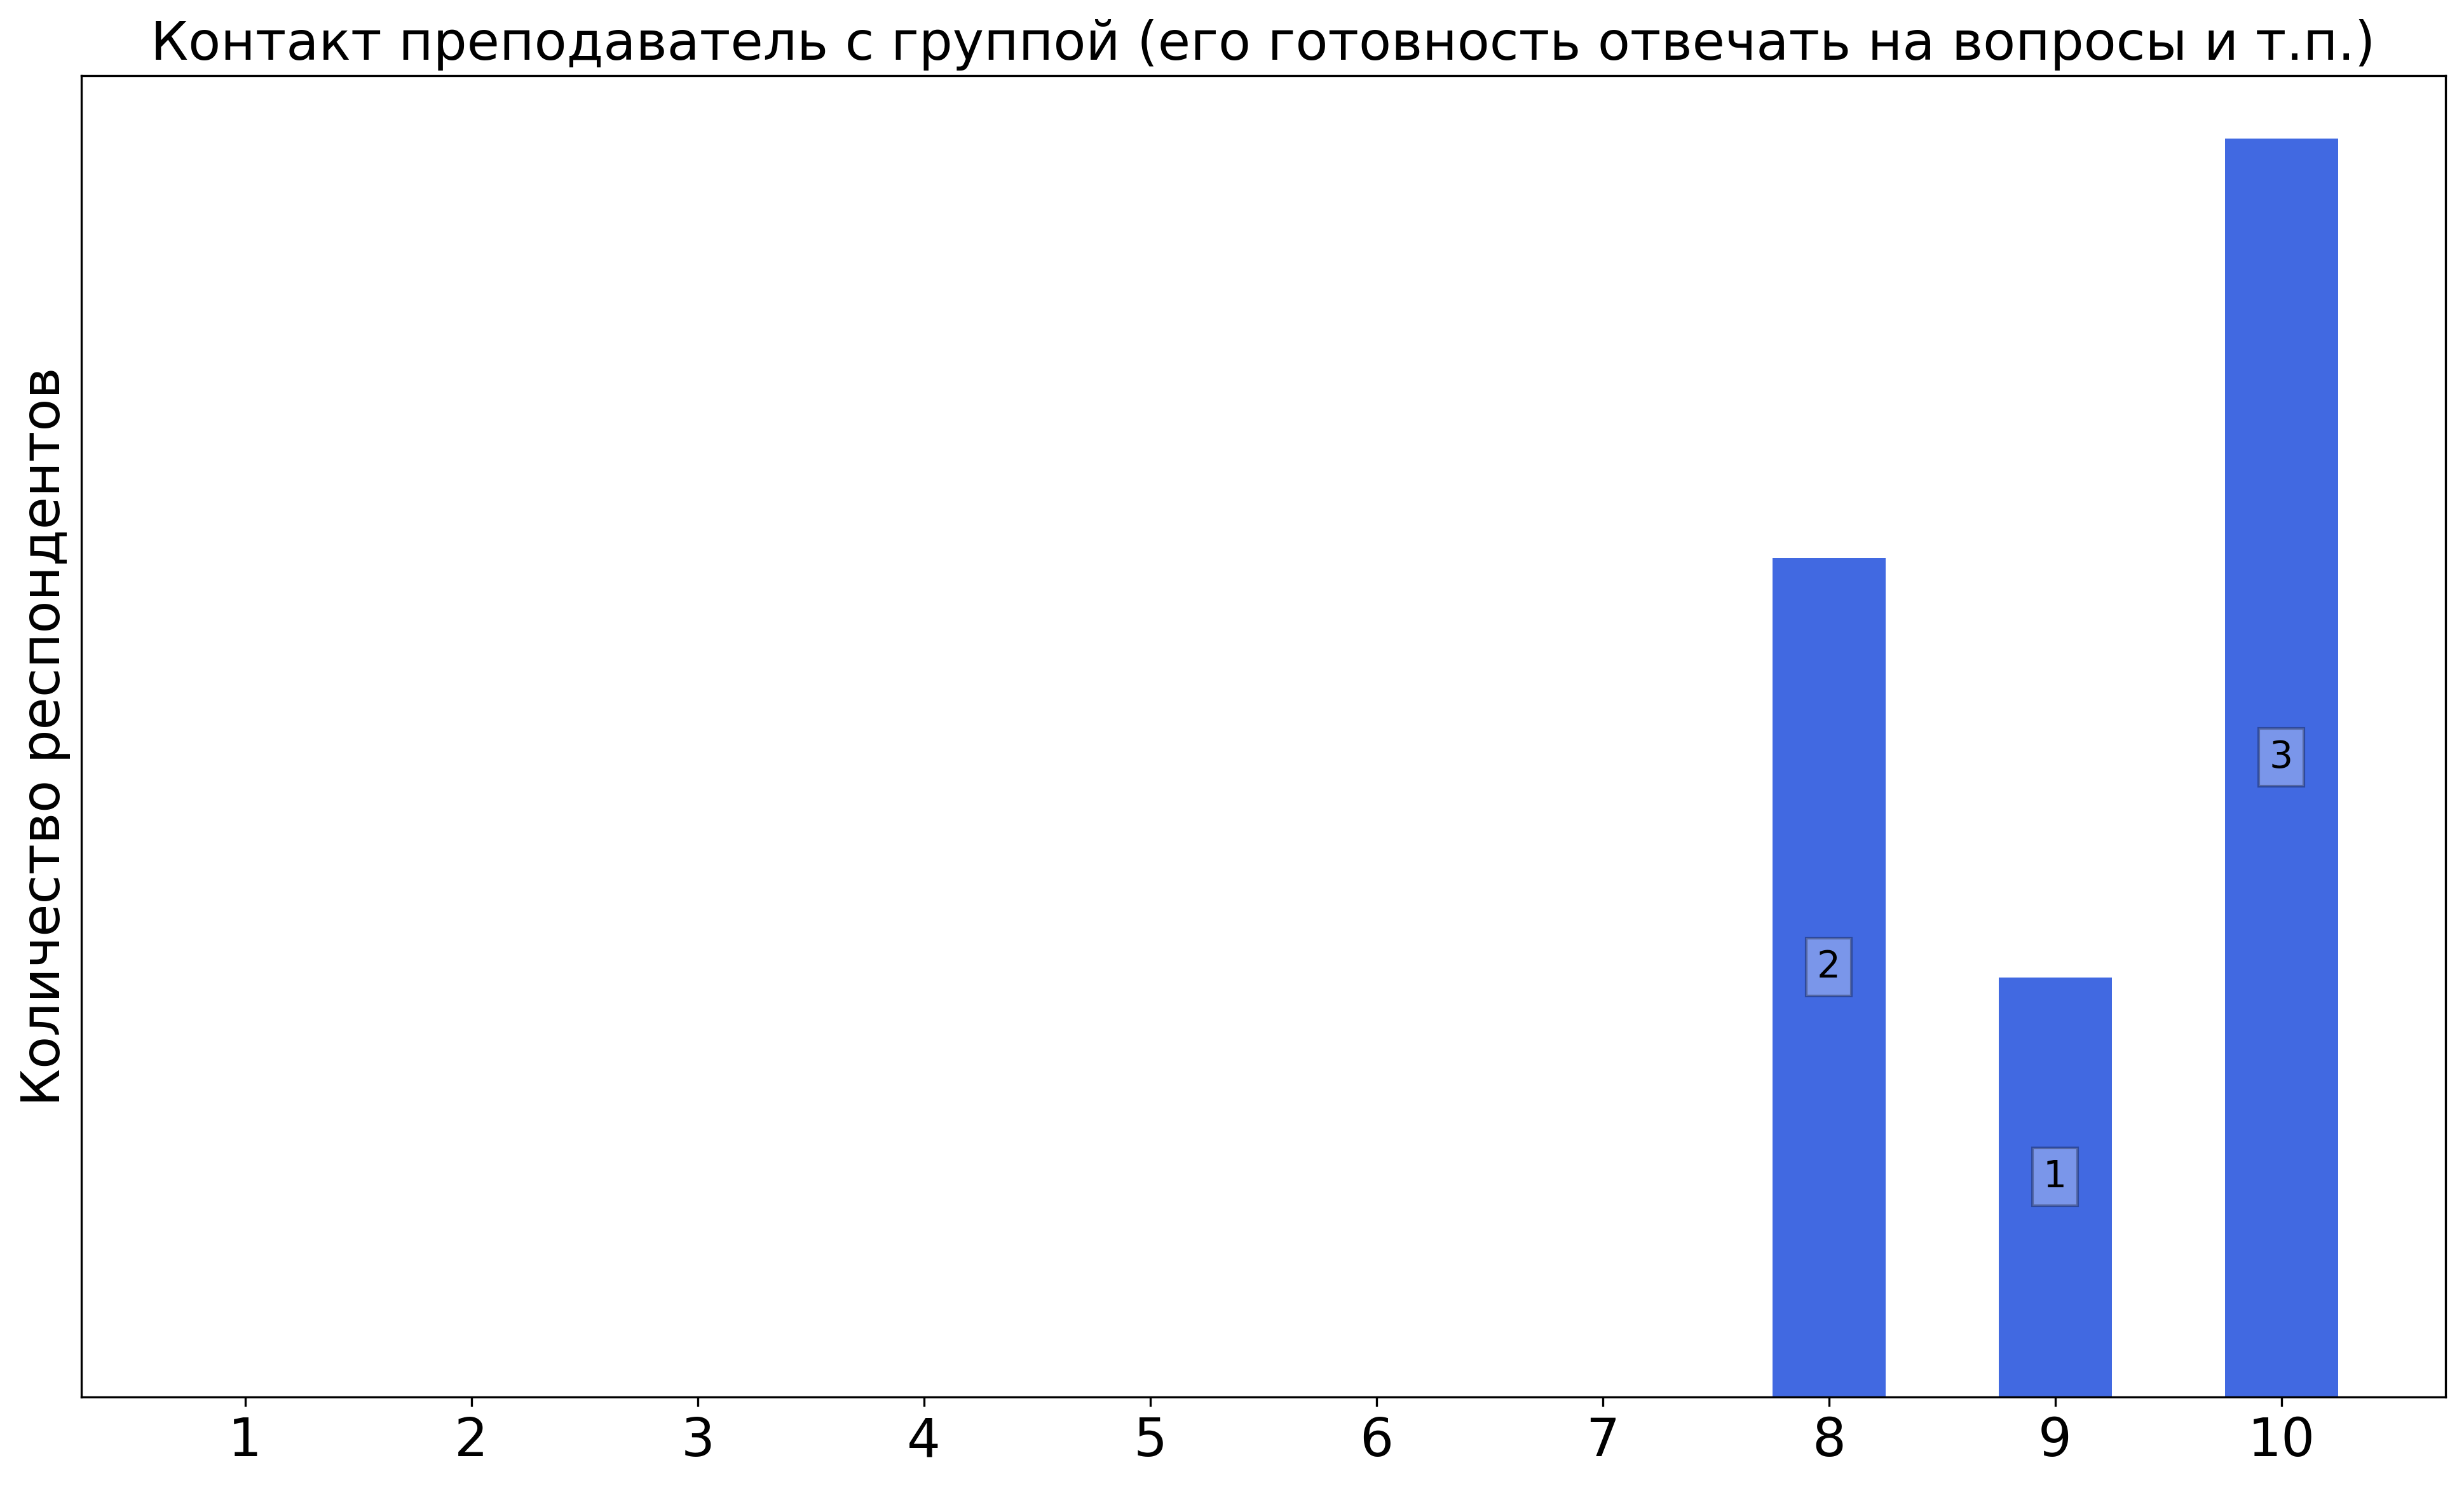 Контакт преподаватель с группой (его готовность отвечать на вопросы и т.п.)
Количество респондентов
3
2
1
1 2 3 4 5 6 7 8 9 10